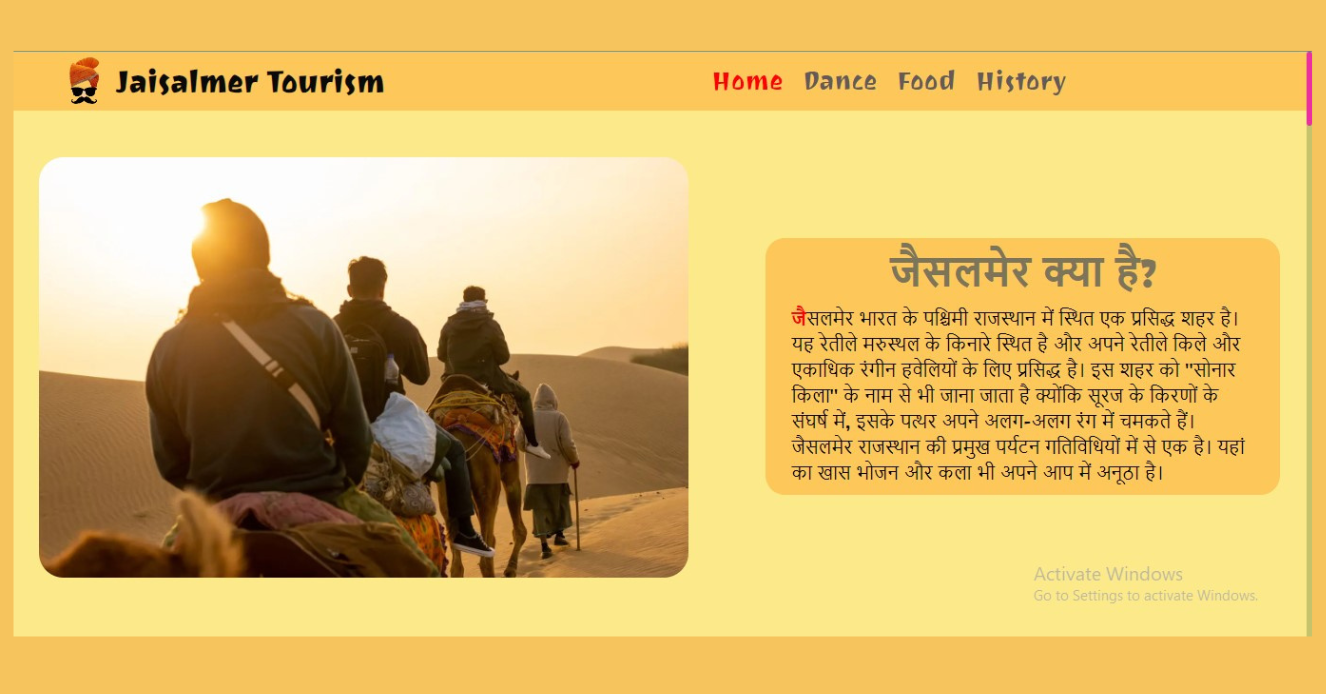 Jaisalmer Tourism
Home Dance Food History
जैसलमेर क्या है?
जैसलमेर भारत के पश्चिमी राजस्थान में स्थित एक प्रसिद्ध शहर है।
यह रेतीले मरुस्थल के किनारे स्थित है और अपने रेतीले किले और
एकाधिक रंगीन हवेलियों के लिए प्रसिद्ध है। इस शहर को "सोनार
किला" के नाम से भी जाना जाता है क्योंकि सूरज के किरणों के
संघर्ष में, इसके पत्थर अपने अलग-अलग रंग में चमकते हैं।
जैसलमेर राजस्थान की प्रमुख पर्यटन गतिविधियों में से एक है। यहां
का खास भोजन और कला भी अपने आप में अनूठा है।
Activate Windows
Go to Settings to activate Windows.